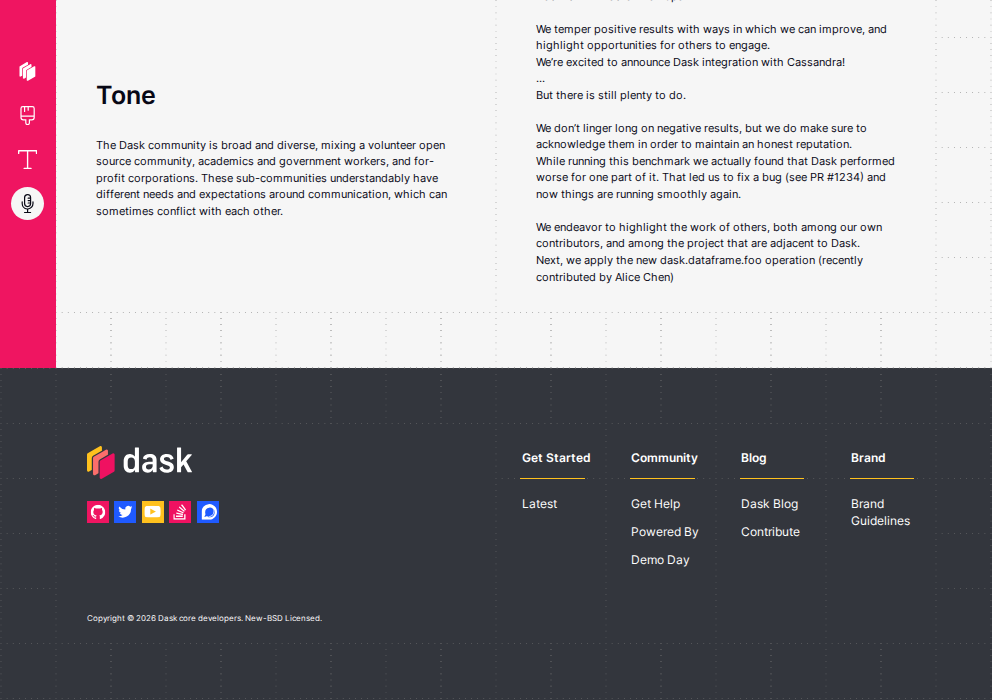 Tone
The Dask community is broad and diverse, mixing a volunteer open
source community, academics and government workers, and for-
profit corporations. These sub-communities understandably have
different needs and expectations around communication, which can
sometimes conflict with each other.
We temper positive results with ways in which we can improve, and
highlight opportunities for others to engage.
We’re excited to announce Dask integration with Cassandra!
...
But there is still plenty to do.
We don’t linger long on negative results, but we do make sure to
acknowledge them in order to maintain an honest reputation.
While running this benchmark we actually found that Dask performed
worse for one part of it. That led us to fix a bug (see PR #1234) and
now things are running smoothly again.
We endeavor to highlight the work of others, both among our own
contributors, and among the project that are adjacent to Dask.
Next, we apply the new dask.dataframe.foo operation (recently
contributed by Alice Chen)
dask
Get Started
Latest
Community
Get Help
Powered By
Demo Day
Blog
Dask Blog
Contribute
Brand
Brand
Guidelines
Copyright © 2026 Dask core developers. New-BSD Licensed.